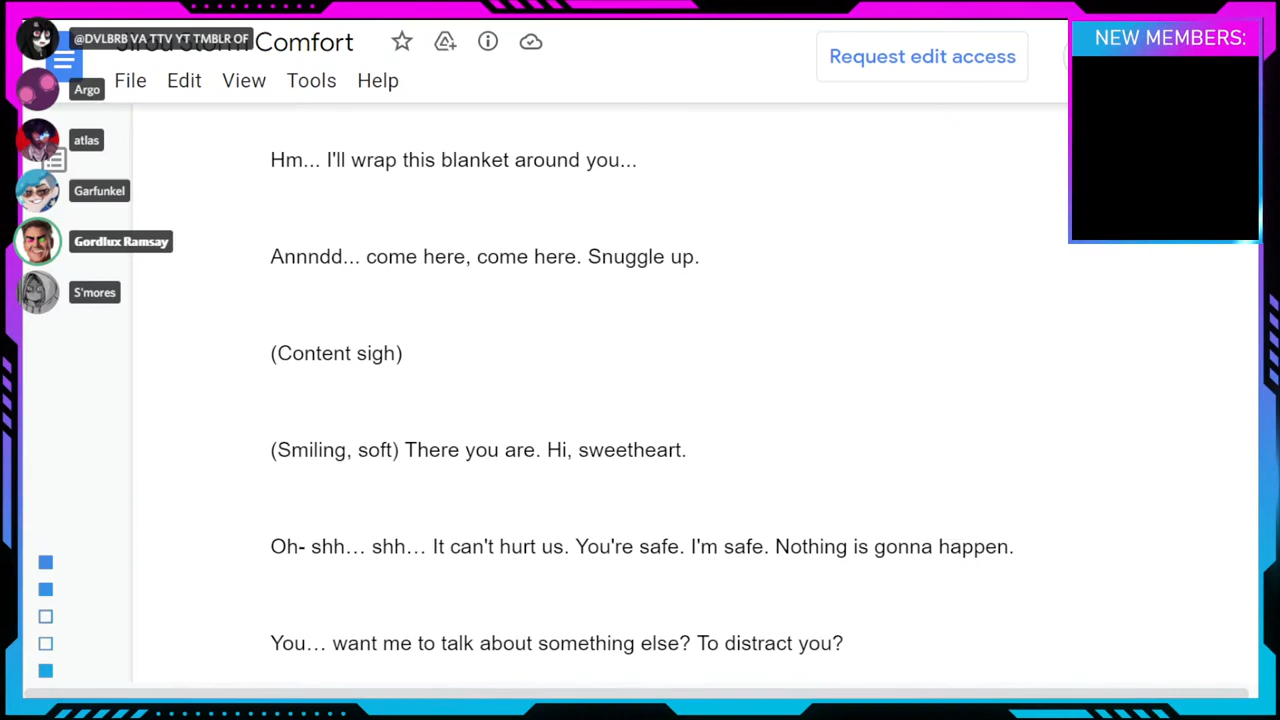 @DVLBRB VA TTV YT TMBLR OF
Storm Comfort
Request edit access
NEW MEMBERS:
File Edit View Tools Help
Argo
atlas
Garfunkel
Gordlux Ramsay
S'mores
Hm... I'll wrap this blanket around you...
Annndd... come here, come here. Snuggle up.
(Content sigh)
(Smiling, soft) There you are. Hi, sweetheart.
Oh- shh… shh… It can't hurt us. You're safe. I'm safe. Nothing is gonna happen.
You… want me to talk about something else? To distract you?